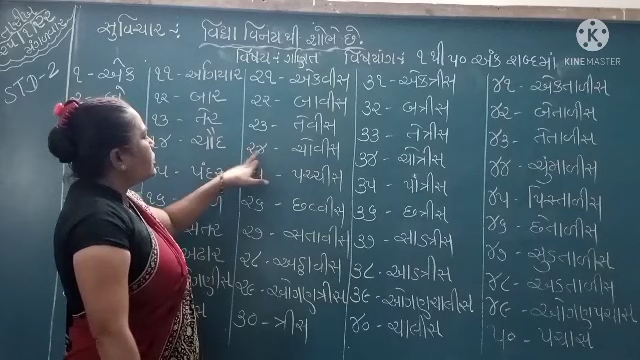 સુવિચાર :: વિદ્યા વિનય થી શોભે છે.
વિષય: ગણિત વિષયાંગ: ૧ થી ૫૦ અંક શબ્દમાં
STD-2
૧ - એક
૧૧ - અગિયાર
૧૨ - બાર
૧૩ - તેર
૧૪ - ચૌદ
૨૧ - એકવીસ
૨૨ - બાવીસ
૨૩ - તેવીસ
૨૪ - ચોવીસ
- પચ્ચીસ
૨૬ - છવ્વીસ
૨૭ - સતાવીસ
૨૮ - અઠ્ઠાવીસ
૨૯ - ઓગણત્રીસ
૩૦ - ત્રીસ
૩૧ - એકત્રીસ
૩૨ - બત્રીસ
૩૩ - તેત્રીસ
૩૪ - ચોત્રીસ
૩૫ - પાંત્રીસ
૩૬ - છત્રીસ
૩૭ - સાડત્રીસ
૩૮ - આડત્રીસ
૩૯ - ઓગણચાલીસ
૪૦ - ચાલીસ
૪૧ - એકતાળીસ
૪૨ - બેતાળીસ
૪૩ - તેતાળીસ
૪૪ - ચુંમાળીસ
૪૫ - પિસ્તાળીસ
૪૬ - છેતાળીસ
૪૭ - સુડતાળીસ
૪૮ - અડતાળીસ
૪૯ - ઓગણપચાસ
૫૦ - પચાસ
KINEMASTER